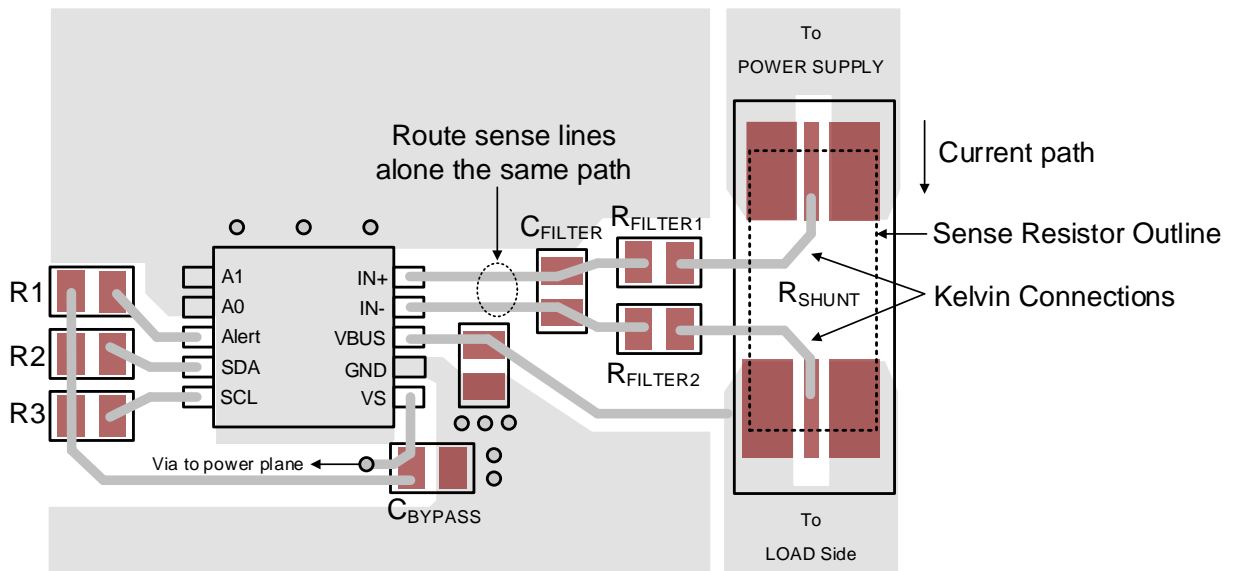 To
POWER SUPPLY
Route sense lines
alone the same path
Current path
CFILTER
RFILTER1
Sense Resistor Outline
A1
IN+
R1
A0
IN-
RSHUNT
Kelvin Connections
Alert
VBUS
R2
SDA
GND
RFILTER2
R3
SCL
VS
Via to power plane
CBYPASS
To
LOAD Side